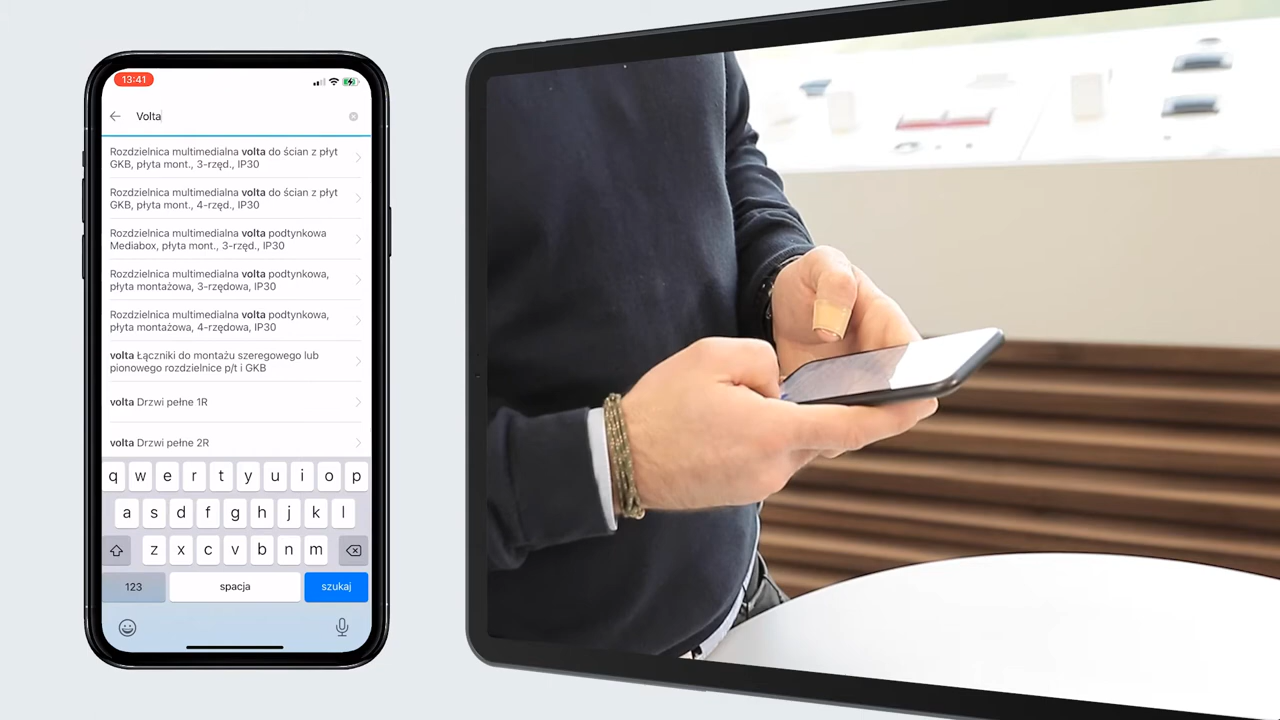 13:41
Volta
Rozdzielnica multimedialna volta do ścian z płyt
GKB, płyta mont., 3-rzęd., IP30
Rozdzielnica multimedialna volta do ścian z płyt
GKB, płyta mont., 4-rzęd., IP30
Rozdzielnica multimedialna volta podtynkowa
Mediabox, płyta mont., 3-rzęd., IP30
Rozdzielnica multimedialna volta podtynkowa,
płyta montażowa, 3-rzędowa, IP30
Rozdzielnica multimedialna volta podtynkowa,
płyta montażowa, 4-rzędowa, IP30
volta Łączniki do montażu szeregowego lub
pionowego rozdzielnice p/t i GKB
volta Drzwi pełne 1R
volta Drzwi pełne 2R
q w e r t y u i o p
a s d f g h j k l
z x c v b n m
123 spacja szukaj